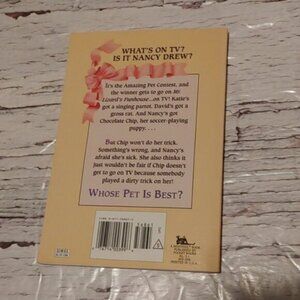 WHAT'S ON TV?
IS IT NANCY DREW?
It's the Amazing Pet Contest,
and the winner gets to go on Mr.
Lizard's Funhouse...on TV! Katie's
got a singing parrot. David's got a
gross rat. And Nancy's got
Chocolate Chip, her soccer-playing
puppy. . . .
But Chip won't do her trick.
Something's wrong, and Nancy's
afraid she's sick. She also thinks it
just wouldn't be fair if Chip doesn't
get to go on TV because somebody
played a dirty trick on her!
WHOSE PET IS BEST?
PRINTED IN U.S.A.